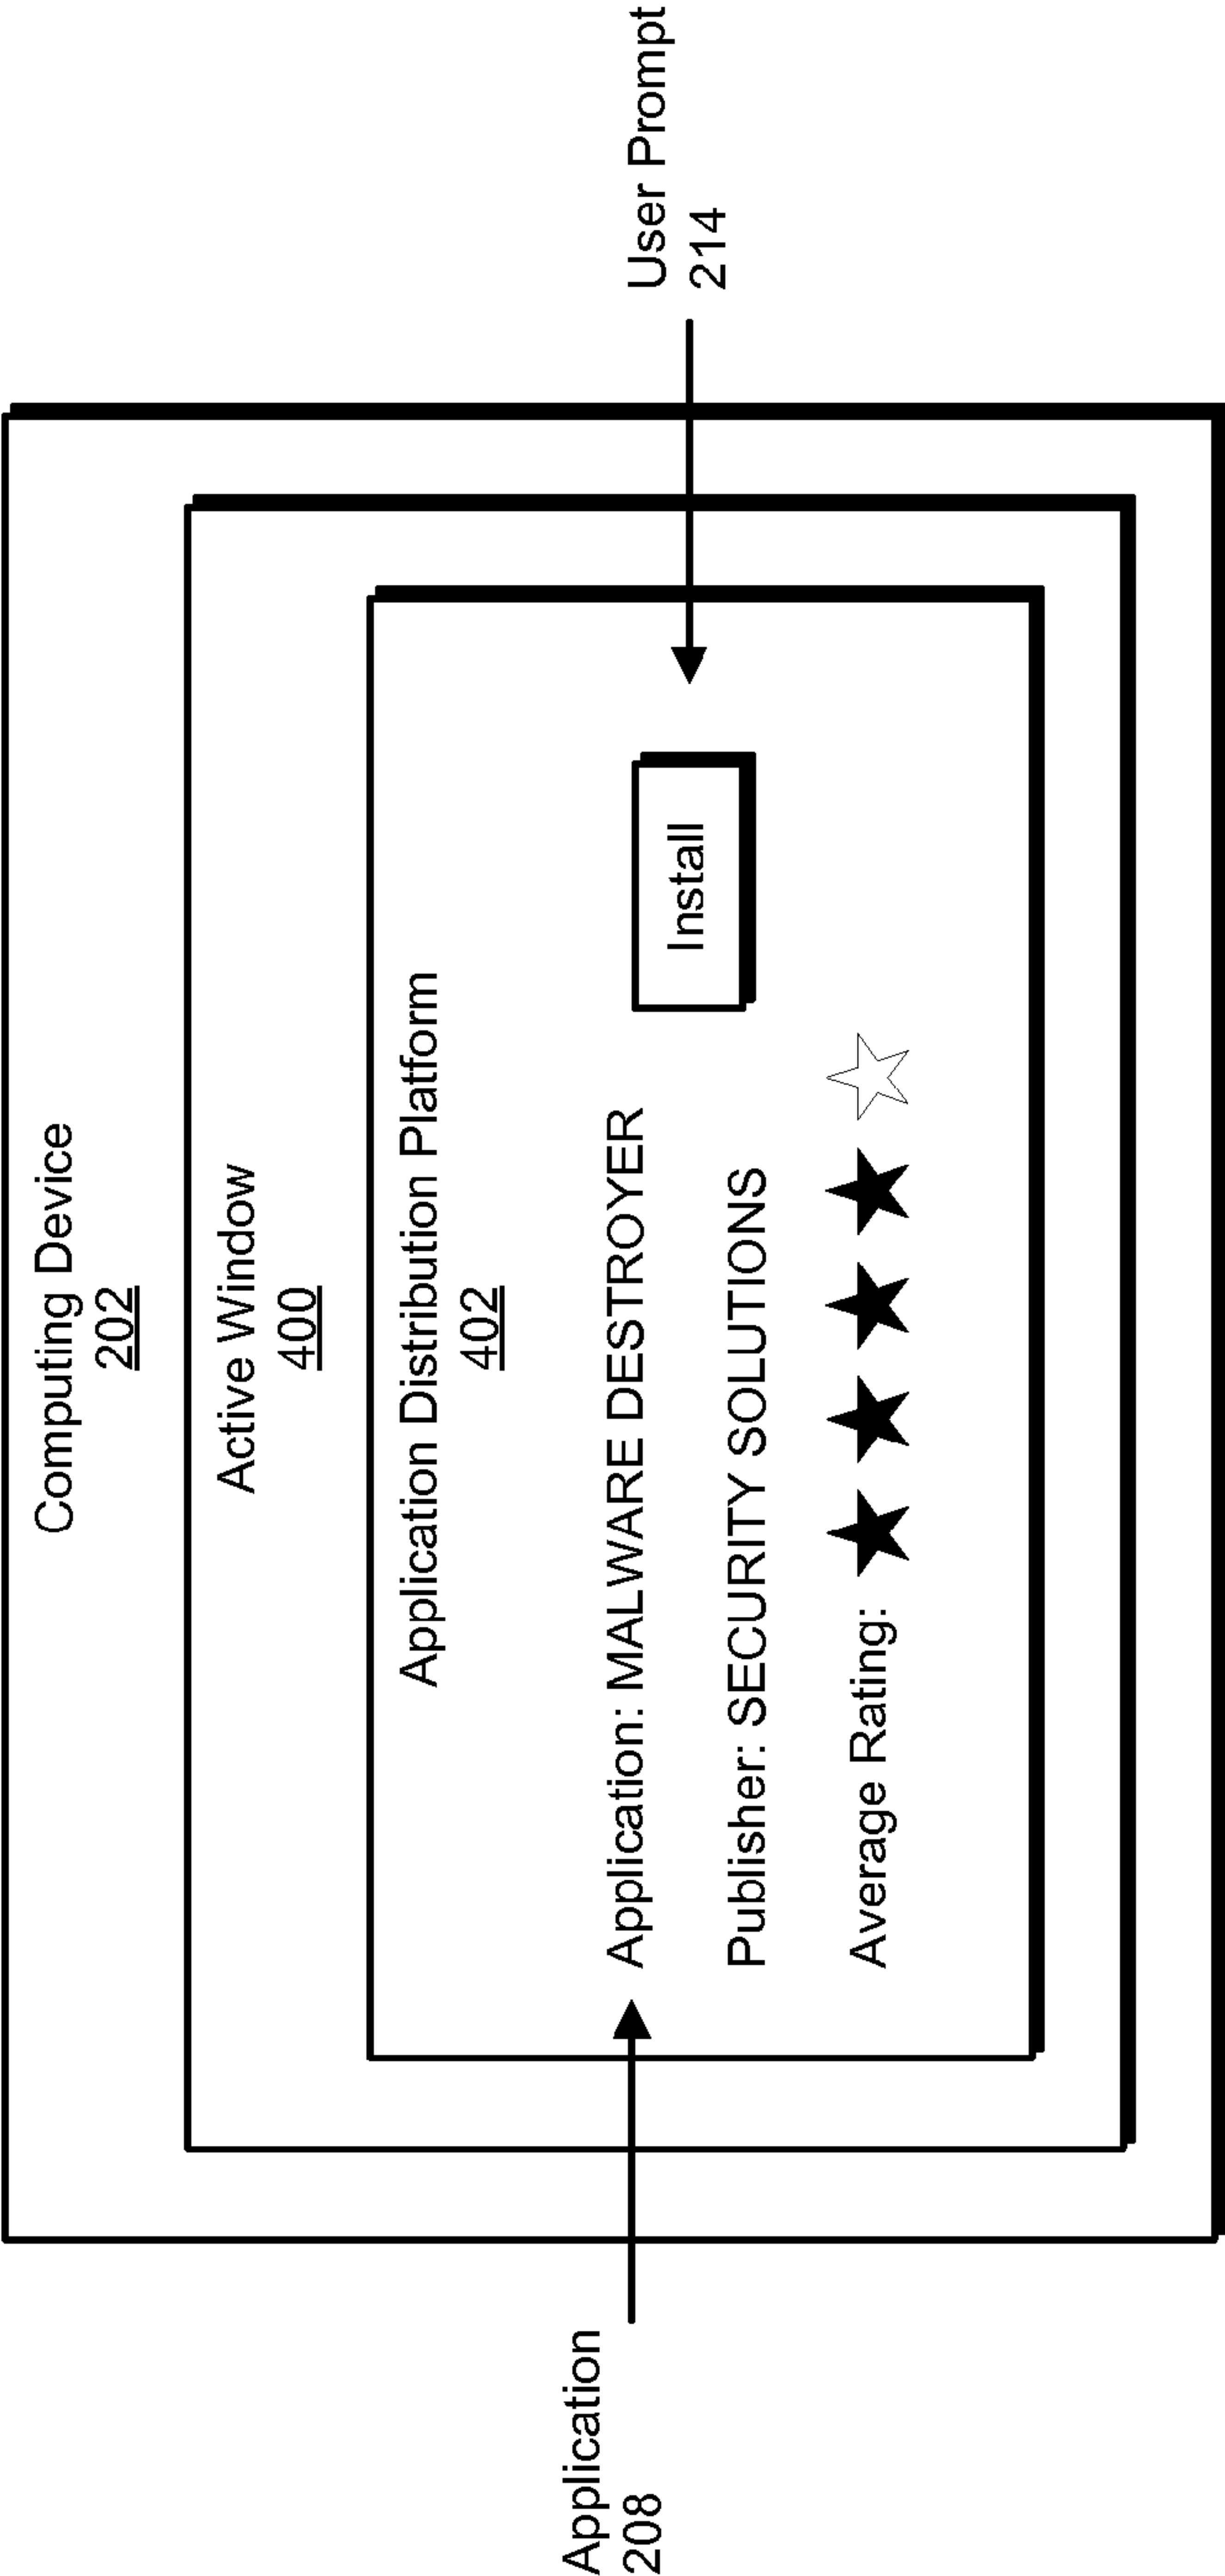 Computing Device
202
Active Window
400
Application Distribution Platform
402
Application
208
Application: MALWARE DESTROYER
Install
User Prompt
214
Publisher: SECURITY SOLUTIONS
Average Rating: